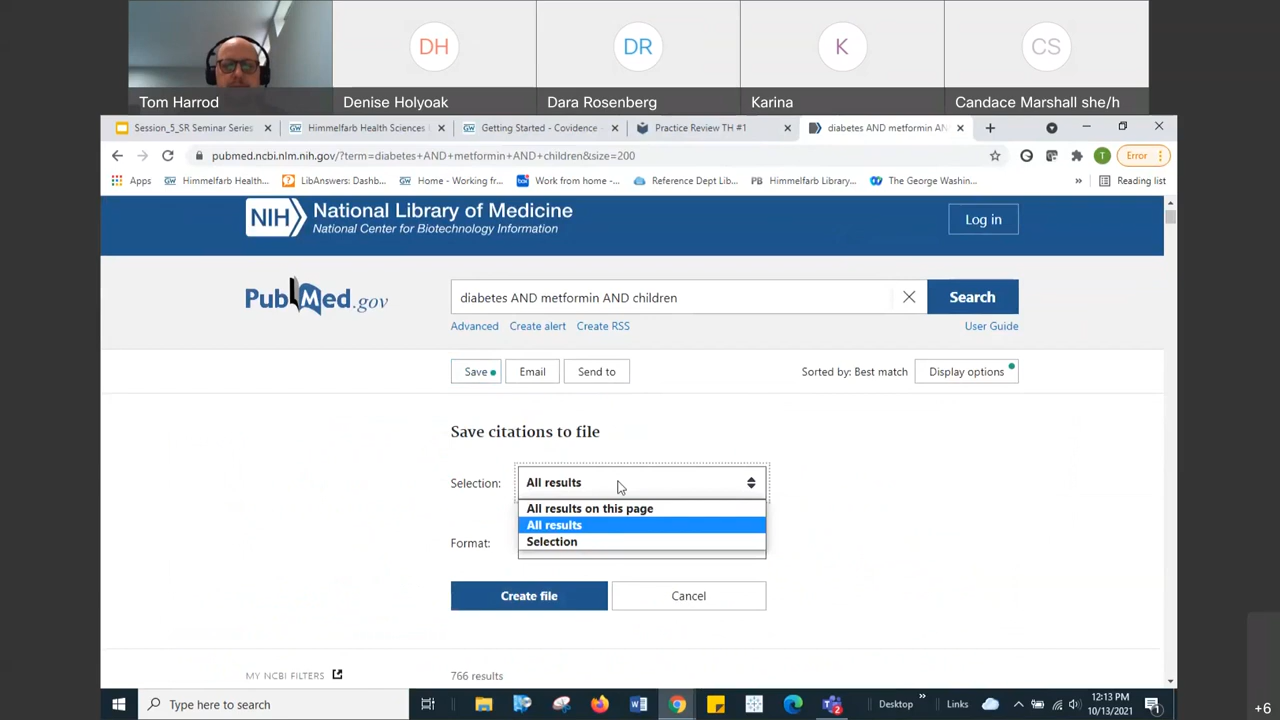 DH
DR
K
CS
Tom Harrod
Denise Holyoak
Dara Rosenberg
Karina
Candace Marshall she/h
Session_5_SR Seminar Series
Himmelfarb Health Sciences
Getting Started - Covidence
Practice Review TH #1
diabetes AND metformin AN
pubmed.ncbi.nlm.nih.gov/?term=diabetes+AND+metformin+AND+children&size=200
T
Error
Apps
Himmelfarb Health...
LibAnswers: Dashb...
Home - Working fr...
Work from home -...
Reference Dept Lib...
PB Himmelfarb Library...
The George Washin...
»
Reading list
NIH
National Library of Medicine
National Center for Biotechnology Information
Log in
PubMed.gov
diabetes AND metformin AND children
Search
Advanced
Create alert
Create RSS
User Guide
Save
Email
Send to
Sorted by: Best match
Display options
Save citations to file
Selection:
All results
All results on this page
All results
Selection
Format:
Create file
Cancel
MY NCBI FILTERS
766 results
Type here to search
Desktop
»
Links
12:13 PM
10/13/2021
1
+6